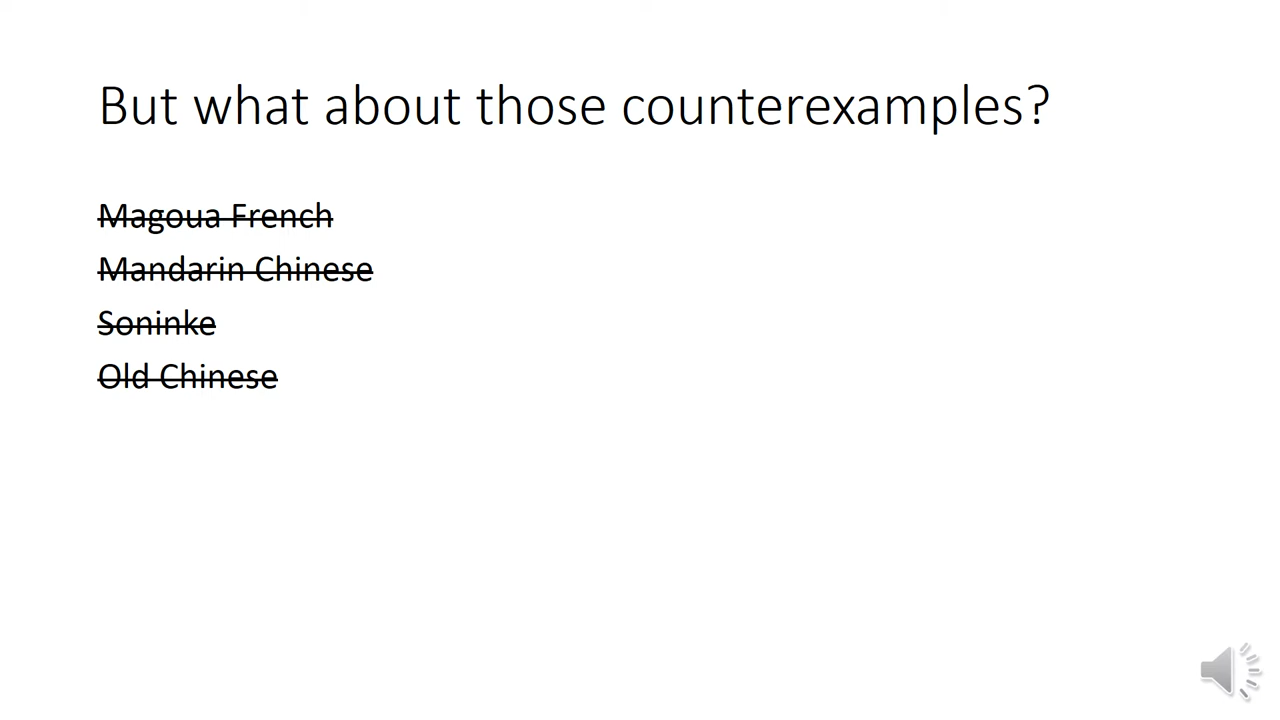 But what about those counterexamples?
Magoua French
Mandarin Chinese
Soninke
Old Chinese